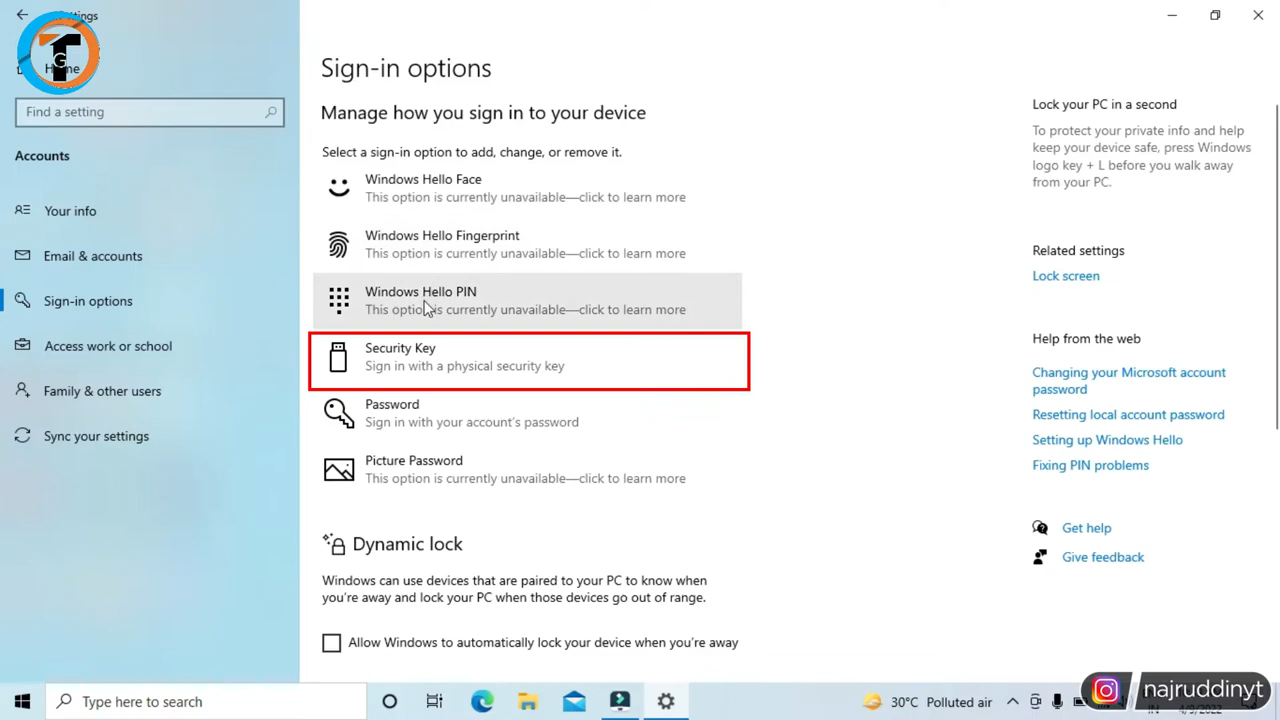 Settings
TG
Home
Find a setting
Accounts
Your info
Email & accounts
Sign-in options
Access work or school
Family & other users
Sync your settings
Sign-in options
Manage how you sign in to your device
Select a sign-in option to add, change, or remove it.
Windows Hello Face
This option is currently unavailable—click to learn more
Windows Hello Fingerprint
This option is currently unavailable—click to learn more
Windows Hello PIN
This option is currently unavailable—click to learn more
Security Key
Sign in with a physical security key
Password
Sign in with your account's password
Picture Password
This option is currently unavailable—click to learn more
Dynamic lock
Windows can use devices that are paired to your PC to know when
you're away and lock your PC when those devices go out of range.
Allow Windows to automatically lock your device when you're away
Lock your PC in a second
To protect your private info and help
keep your device safe, press Windows
logo key + L before you walk away
from your PC.
Related settings
Lock screen
Help from the web
Changing your Microsoft account
password
Resetting local account password
Setting up Windows Hello
Fixing PIN problems
Get help
Give feedback
Type here to search
30°C Polluted air
najruddinyt
IN
4/9/2022